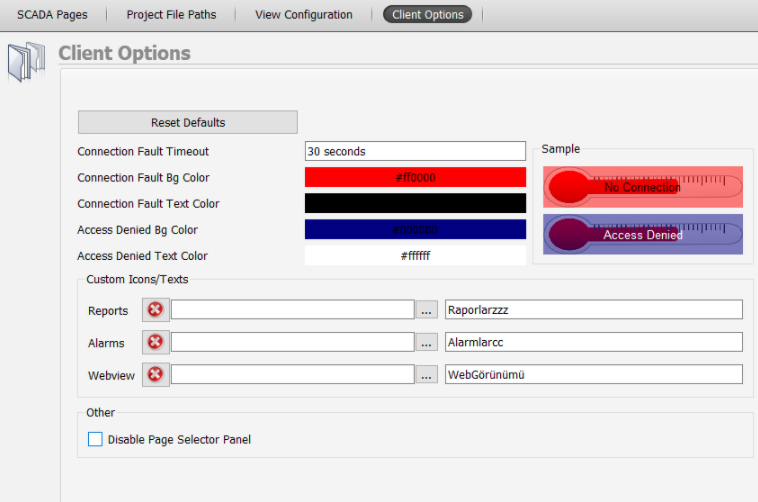 SCADA Pages
Project File Paths
View Configuration
Client Options
Client Options
Reset Defaults
Connection Fault Timeout
30 seconds
Sample
Connection Fault Bg Color
#ff0000
No Connection
Connection Fault Text Color
Access Denied Bg Color
#000080
Access Denied
Access Denied Text Color
#ffffff
Custom Icons/Texts
Reports
...
Raporlarzzz
Alarms
...
Alarmlarcc
Webview
...
WebGörünümü
Other
Disable Page Selector Panel